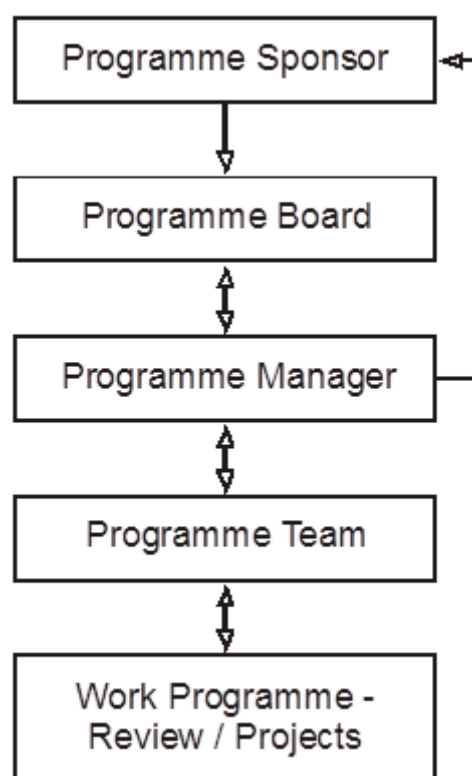 Programme Sponsor
Programme Board
Programme Manager
Programme Team
Work Programme -
Review / Projects